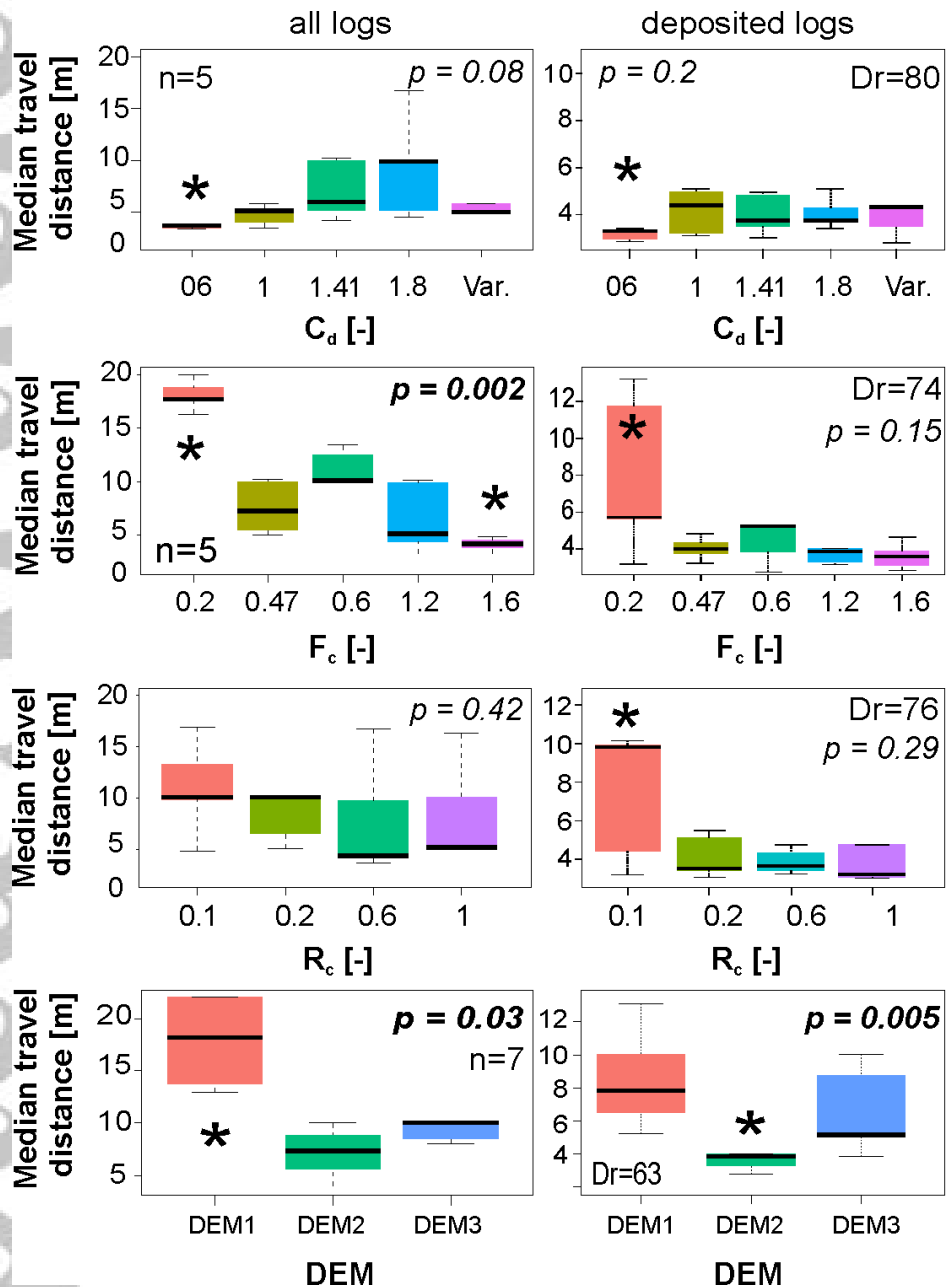 all logs deposited logs
Median travel distance [m]
20
15
10
5
0
n=5 p = 0.08
*
06 1 1.41 1.8 Var.
Cd [-]
10
8
6
4
p = 0.2 Dr=80
*
06 1 1.41 1.8 Var.
Cd [-]
Median travel distance [m]
20
15
10
5
0
p = 0.002
* *
n=5
0.2 0.47 0.6 1.2 1.6
Fc [-]
12
10
8
6
4
Dr=74
p = 0.15
*
0.2 0.47 0.6 1.2 1.6
Fc [-]
Median travel distance [m]
20
15
10
5
0
p = 0.42
0.1 0.2 0.6 1
Rc [-]
12
10
8
6
4
Dr=76
p = 0.29
*
0.1 0.2 0.6 1
Rc [-]
Median travel distance [m]
20
15
10
5
p = 0.03
n=7
*
DEM1 DEM2 DEM3
DEM
12
10
8
6
4
p = 0.005
*
Dr=63
DEM1 DEM2 DEM3
DEM